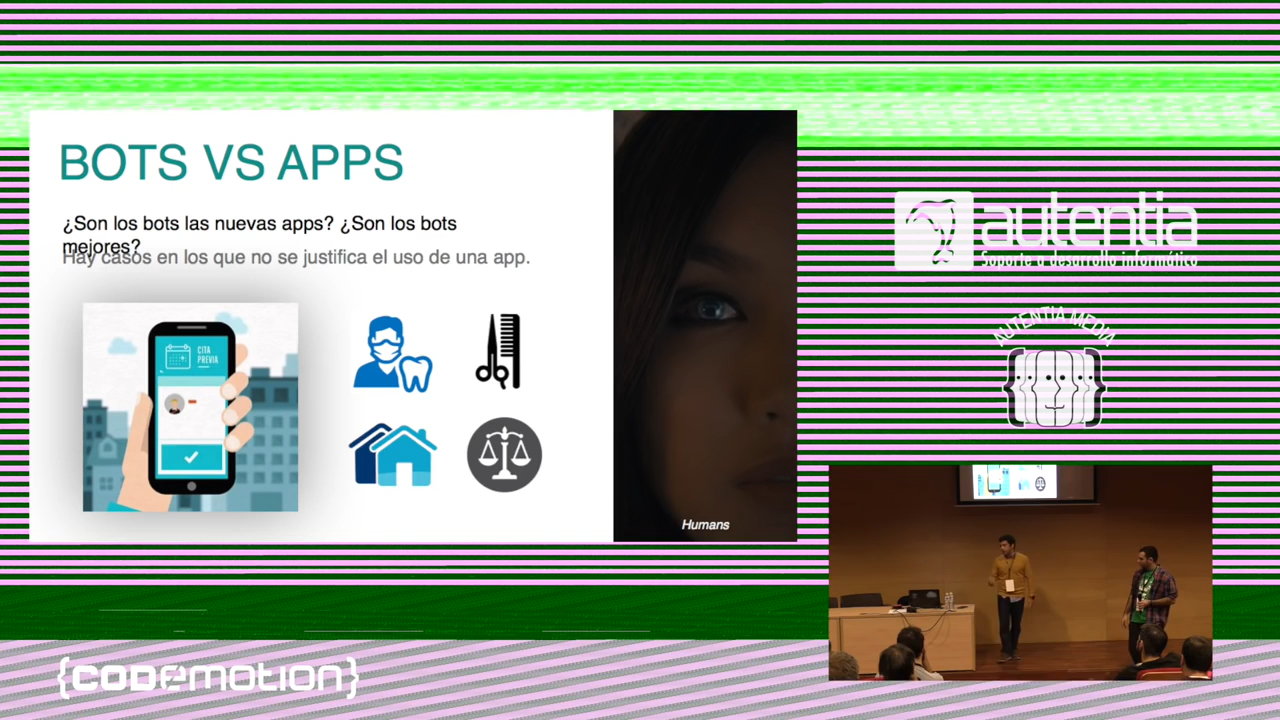 BOTS VS APPS
¿Son los bots las nuevas apps? ¿Son los bots
mejores?
Hay casos en los que no se justifica el uso de una app.
CITA
PREVIA
Humans
autentia
Soporte a desarrollo informático
AUTENTIA MEDIA
{CODEMOTION}